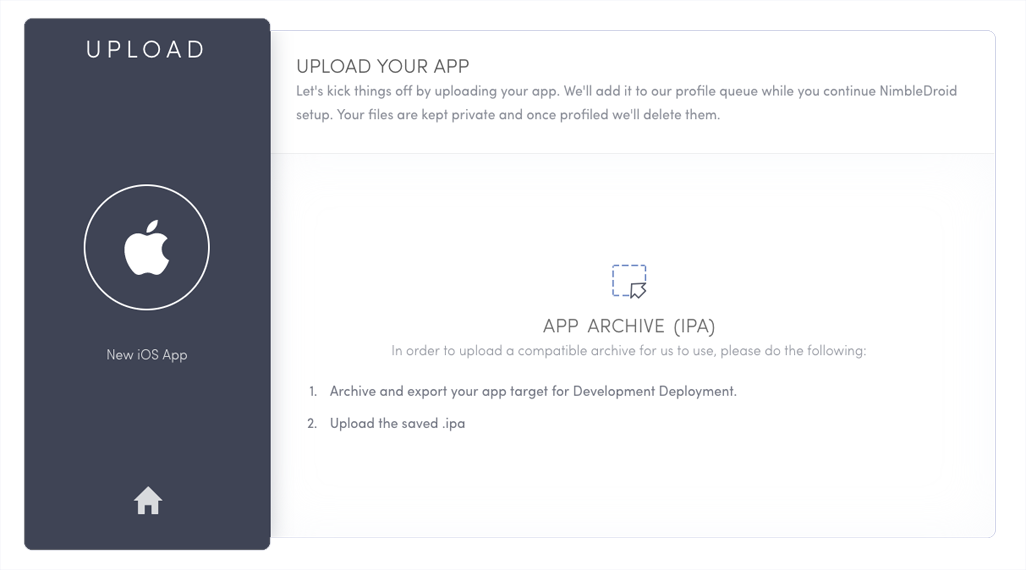 UPLOAD
New iOS App
UPLOAD YOUR APP
Let's kick things off by uploading your app. We'll add it to our profile queue while you continue NimbleDroid
setup. Your files are kept private and once profiled we'll delete them.
APP ARCHIVE (IPA)
In order to upload a compatible archive for us to use, please do the following:
1. Archive and export your app target for Development Deployment.
2. Upload the saved .ipa